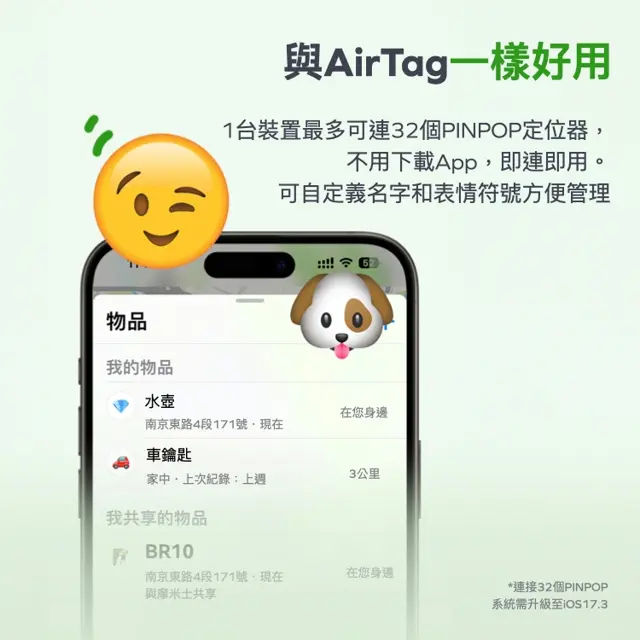 與AirTag一樣好用
1台裝置最多可連32個PINPOP定位器，
不用下載App，即連即用。
可自定義名字和表情符號方便管理
物品
我的物品
水壺
南京東路4段171號・現在
在您身邊
車鑰匙
家中・上次紀錄：上週
3公里
我共享的物品
BR10
南京東路4段171號・現在
與摩米士共享
在您身邊
*連接32個PINPOP
系統需升級至iOS17.3